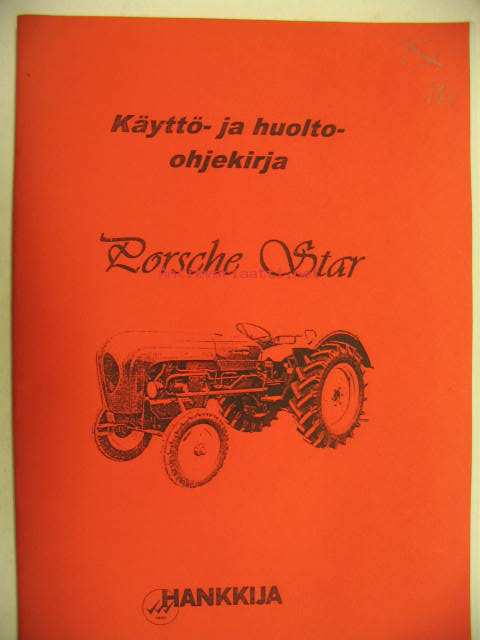 Käyttö- ja huolto-
ohjekirja
Porsche Star
HANKKIJA